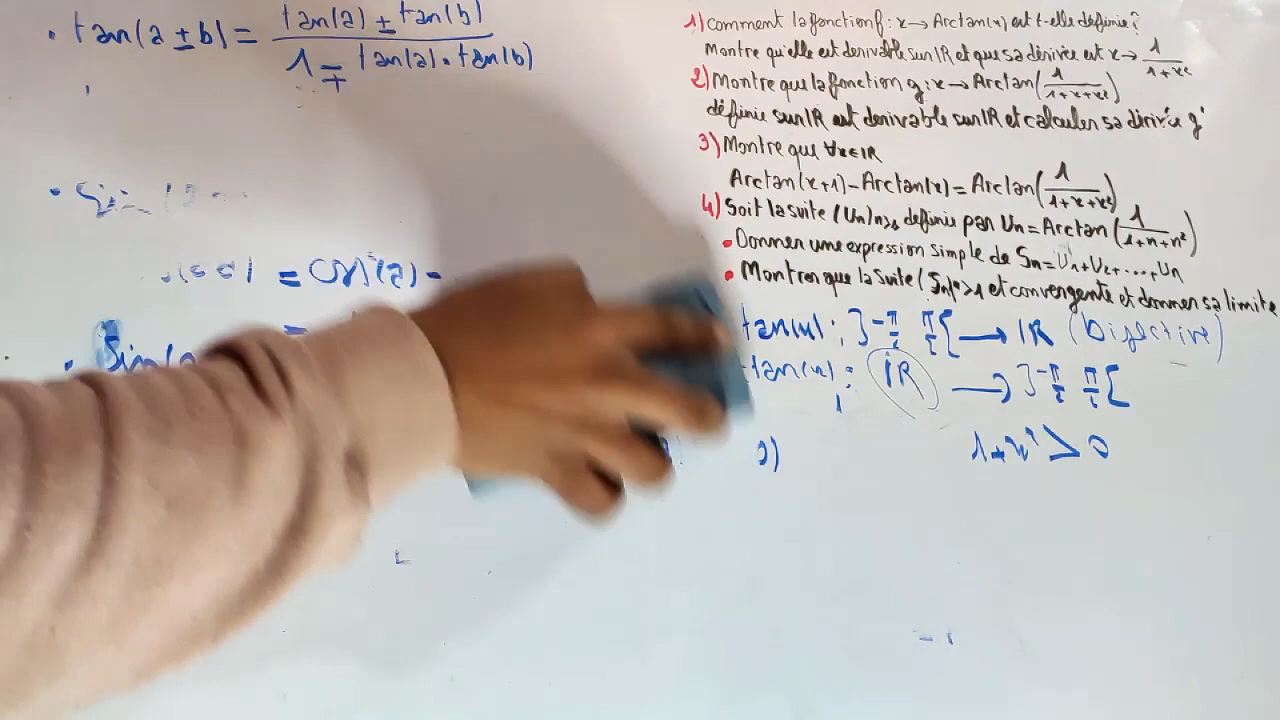 • tan(a ± b) = tan(a) ± tan(b) / 1 ∓ tan(a) • tan(b)
• Sin
= cos²(a) -
• Sin( =
1) Comment la fonction f: x → Arctan(x) est t-elle définie?
Montre qu'elle est derivable sur IR et que sa dérivée est x → 1/1+x²
2) Montre que la fonction g: x → Arctan(1/1+x+x²)
définie sur IR est derivable sur IR et calculer sa dérivée g'
3) Montre que ∀x∈IR
Arctan(x+1) - Arctan(x) = Arctan(1/1+x+x²)
4) Soit la suite (Un)n≥1 definie par Un = Arctan(1/1+n+n²)
• Donner une expression simple de Sn = U1+U2+....+Un
• Montrer que la suite (Sn)n≥1 et convergente et donner sa limite
tan(x) : ]-π/2 π/2[ → IR (Bijective)
tan(x) : IR → ]-π/2 π/2[
2) 1+x² > 0